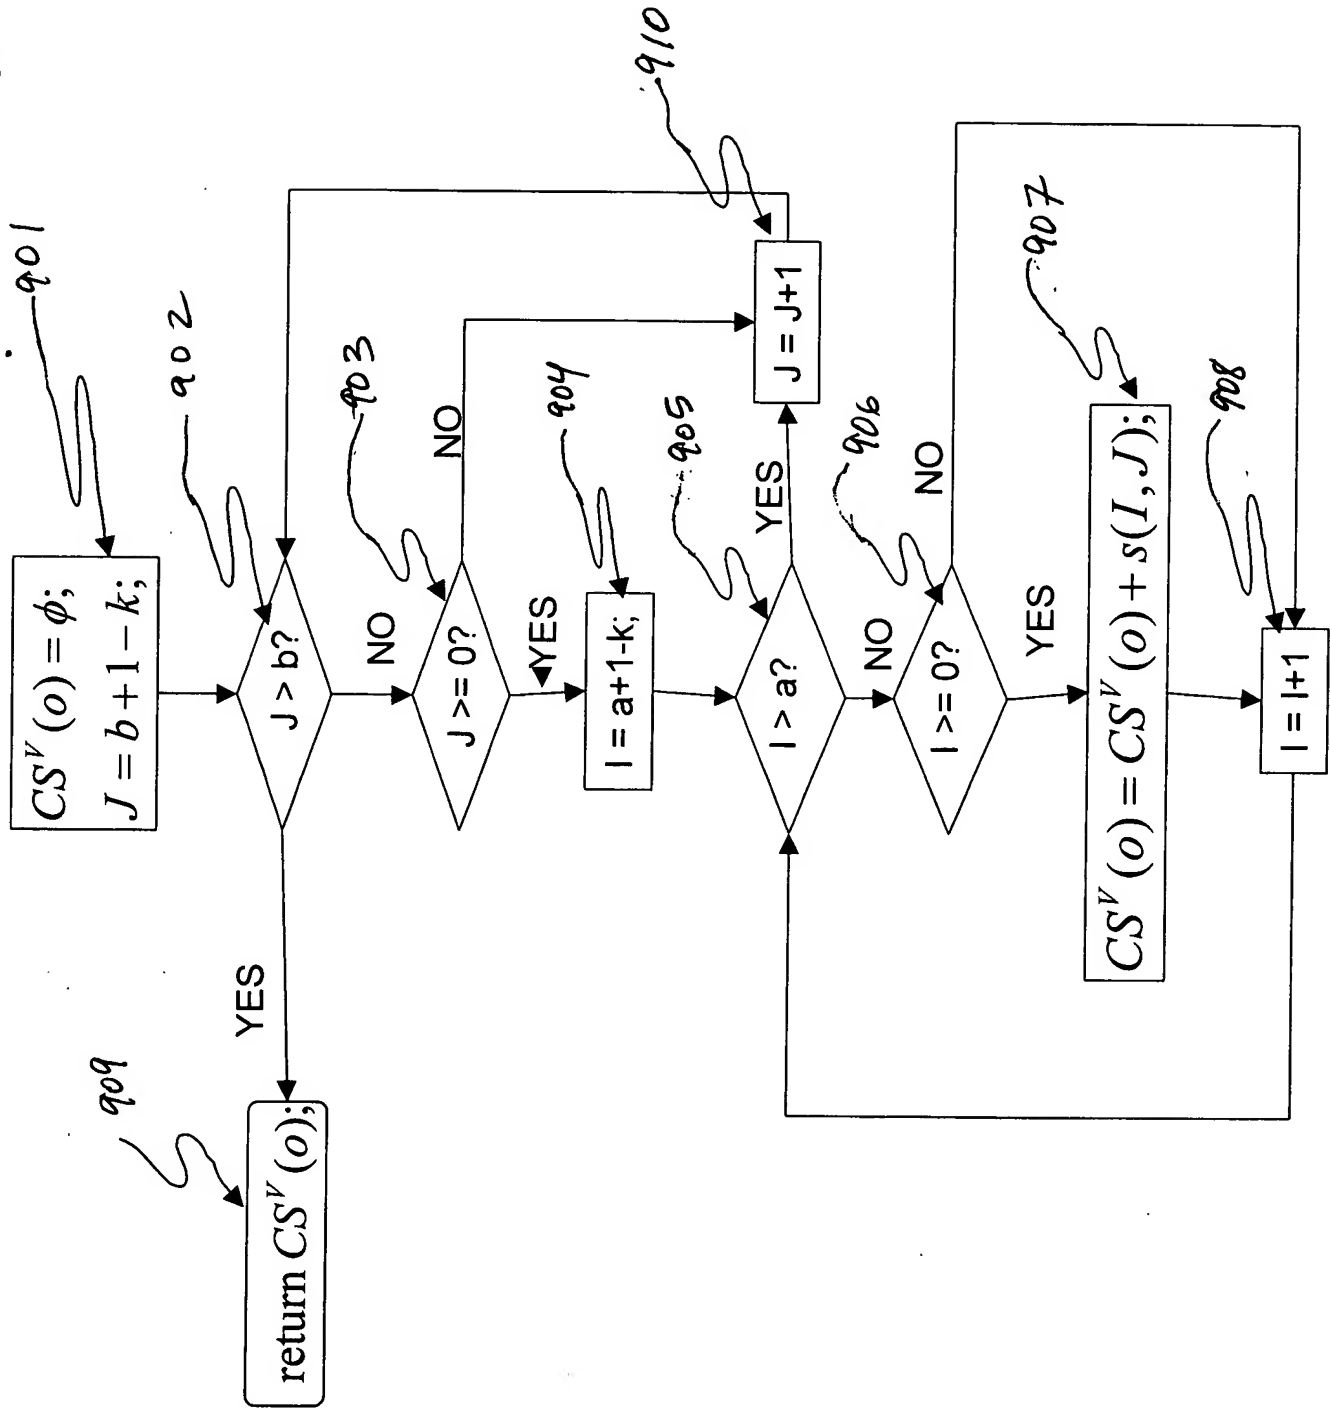 901
CS^V(o) = ϕ;
J = b+1−k;
902
J > b?
YES
909
return CS^V(o);
NO
903
J >= 0?
NO
YES
904
I = a+1-k;
905
I > a?
YES
910
J = J+1
NO
906
I >= 0?
NO
YES
907
CS^V(o) = CS^V(o) + s(I, J);
908
I = I+1